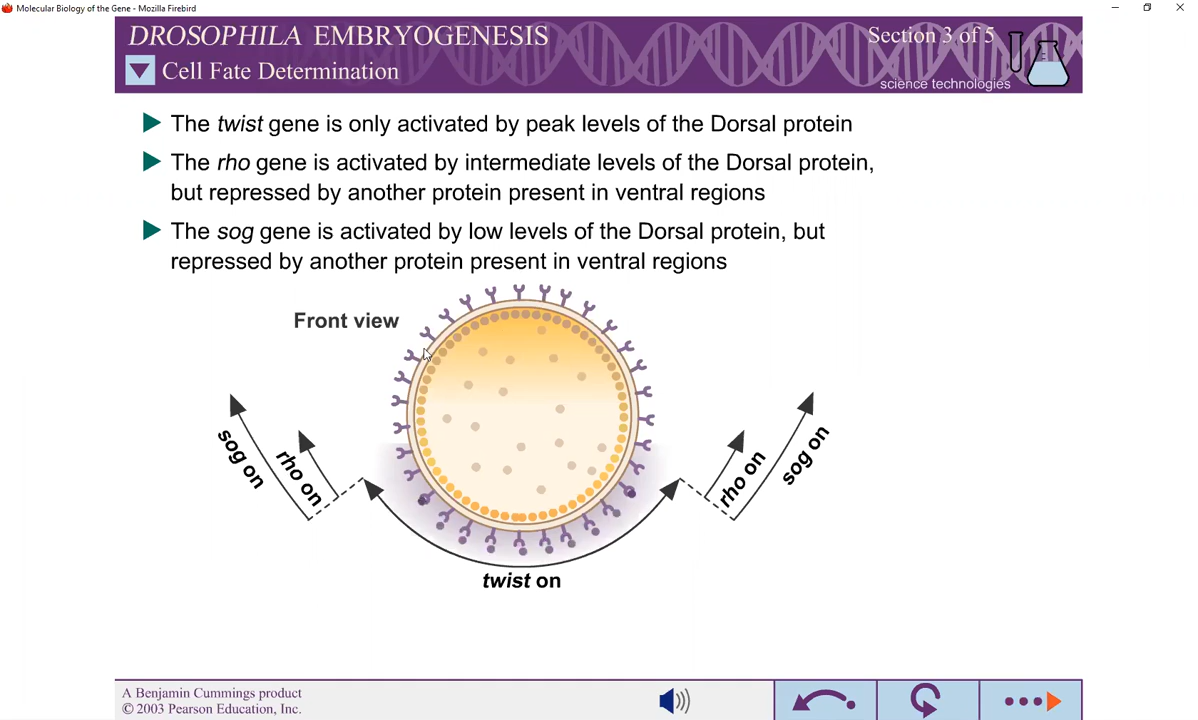 Molecular Biology of the Gene - Mozilla Firebird
DROSOPHILA EMBRYOGENESIS
Section 3 of 5
Cell Fate Determination
science technologies
The twist gene is only activated by peak levels of the Dorsal protein
The rho gene is activated by intermediate levels of the Dorsal protein,
but repressed by another protein present in ventral regions
The sog gene is activated by low levels of the Dorsal protein, but
repressed by another protein present in ventral regions
Front view
sog on
rho on
rho on
sog on
twist on
A Benjamin Cummings product
© 2003 Pearson Education, Inc.